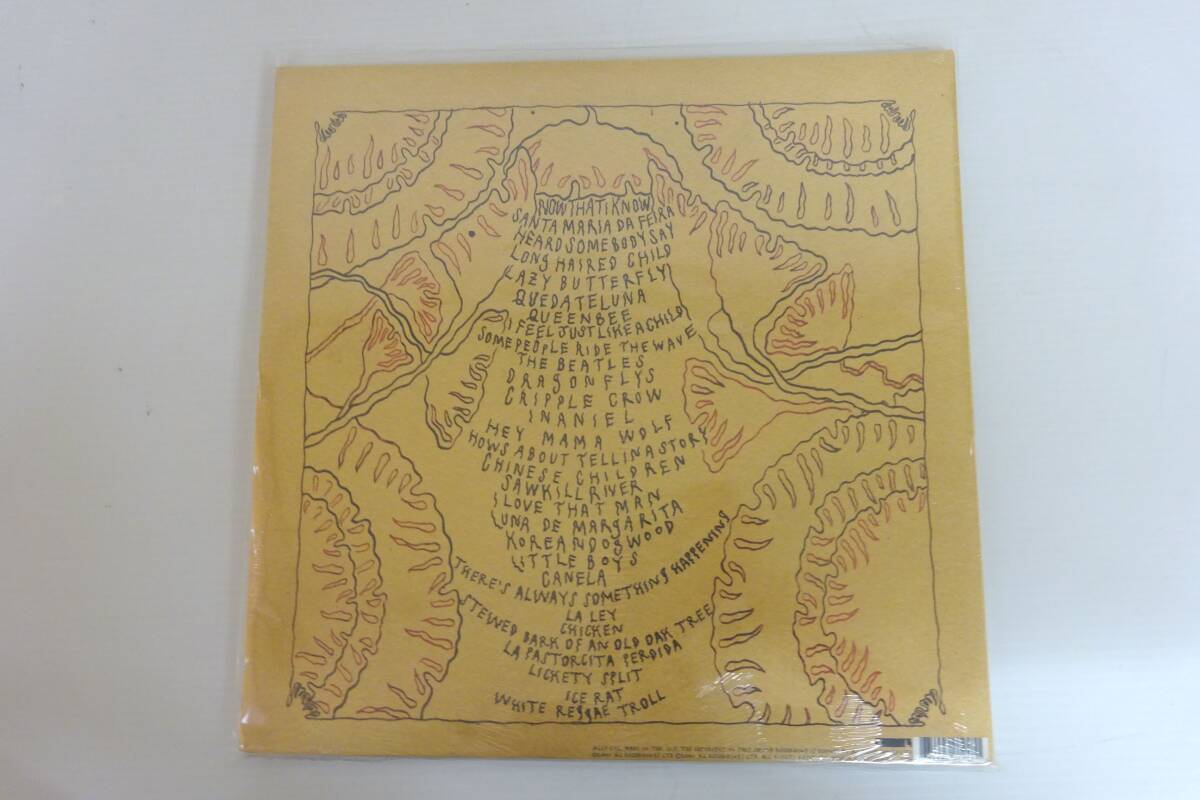 NOW THAT I KNOW
SANTA MARIA DA FEIRA
HEARD SOMEBODY SAY
LONG HAIRED CHILD
LAZY BUTTERFLY
QUEDATELUNA
QUEEN BEE
I FEEL JUST LIKE A CHILD
SOME PEOPLE RIDE THE WAVE
THE BEATLES
DRAGONFLYS
CRIPPLE CROW
INANIEL
HEY MAMA WOLF
HOWS ABOUT TELLIN A STORY
CHINESE CHILDREN
SAWKILL RIVER
I LOVE THAT MAN
LUNA DE MARGARITA
KOREAN DOGWOOD
LITTLE BOYS
CANELA
THERE'S ALWAYS SOMETHING HAPPENING
LA LEY
CHICKEN
STEWED BARK OF AN OLD OAK TREE
LA PASTORCITA PERDIDA
LICKETY SPLIT
ICE RAT
WHITE REGGAE TROLL